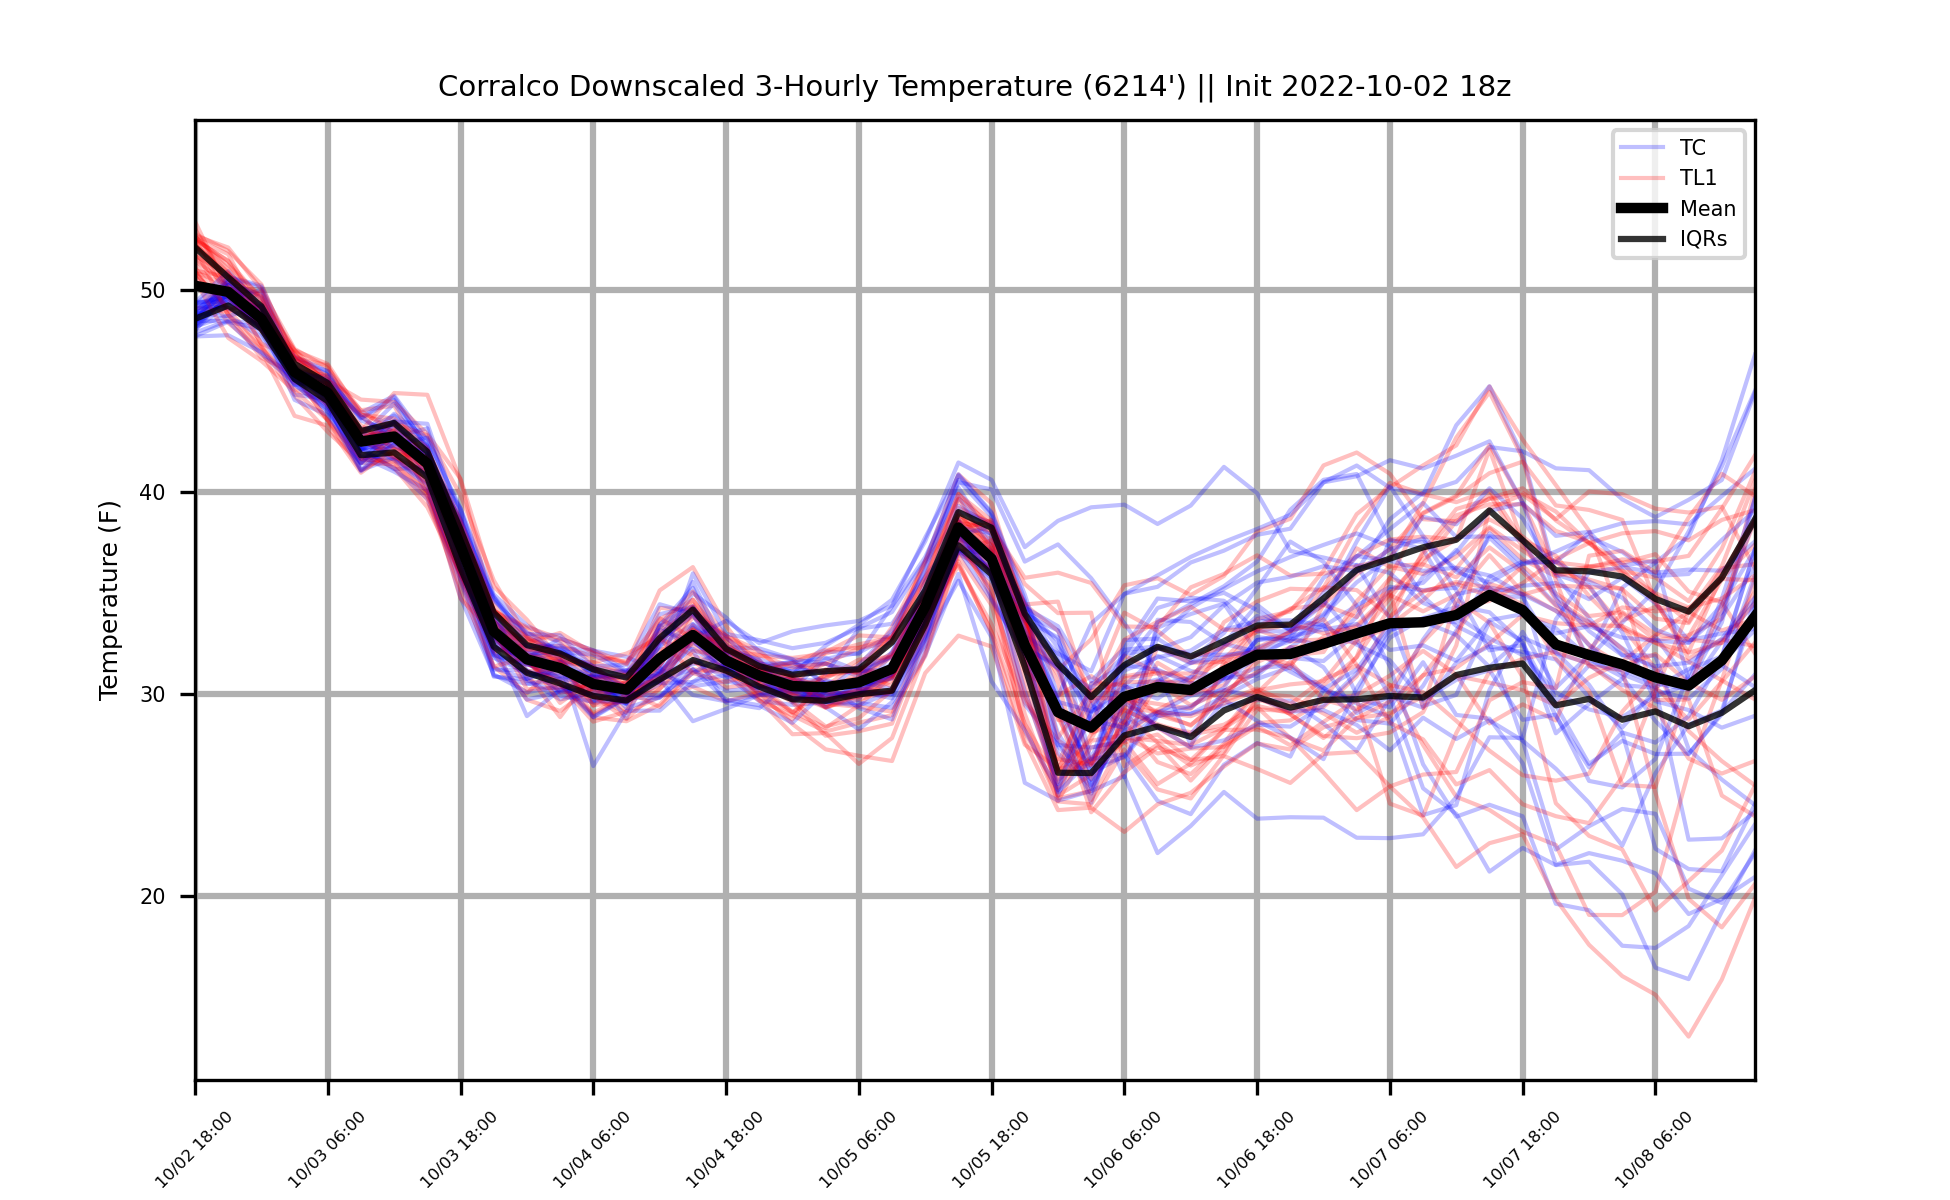 Corralco Downscaled 3-Hourly Temperature (6214') || Init 2022-10-02 18z
TC
TL1
Mean
IQRs
Temperature (F)
50
40
30
20
10/02 18:00
10/03 06:00
10/03 18:00
10/04 06:00
10/04 18:00
10/05 06:00
10/05 18:00
10/06 06:00
10/06 18:00
10/07 06:00
10/07 18:00
10/08 06:00